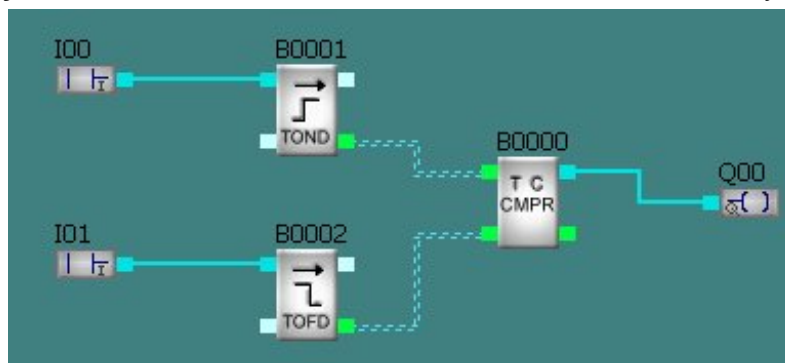 I00
I
B0001
TOND
B0000
T C
CMPR
Q00
Q
I01
I
B0002
TOFD